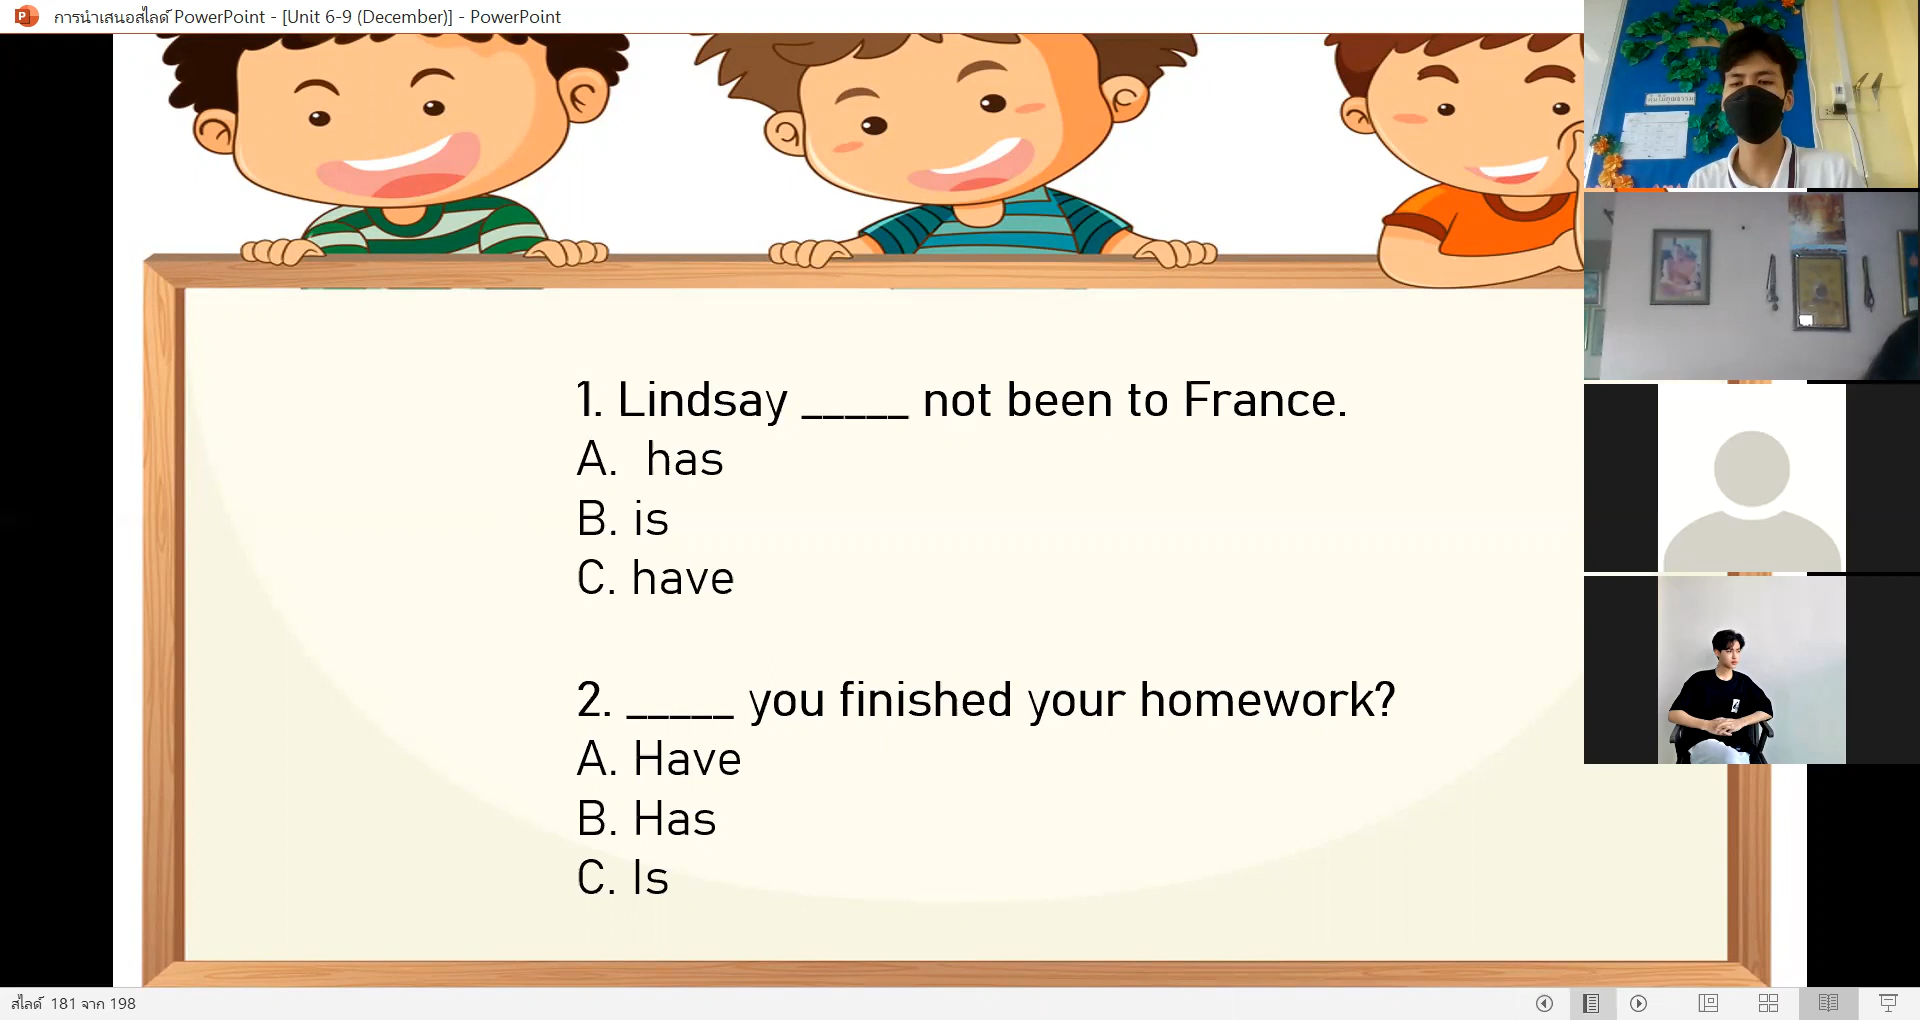 การนำเสนอสไลด์ PowerPoint - [Unit 6-9 (December)] - PowerPoint
1. Lindsay _____ not been to France.
A. has
B. is
C. have
2. _____ you finished your homework?
A. Have
B. Has
C. Is
สไลด์ 181 จาก 198